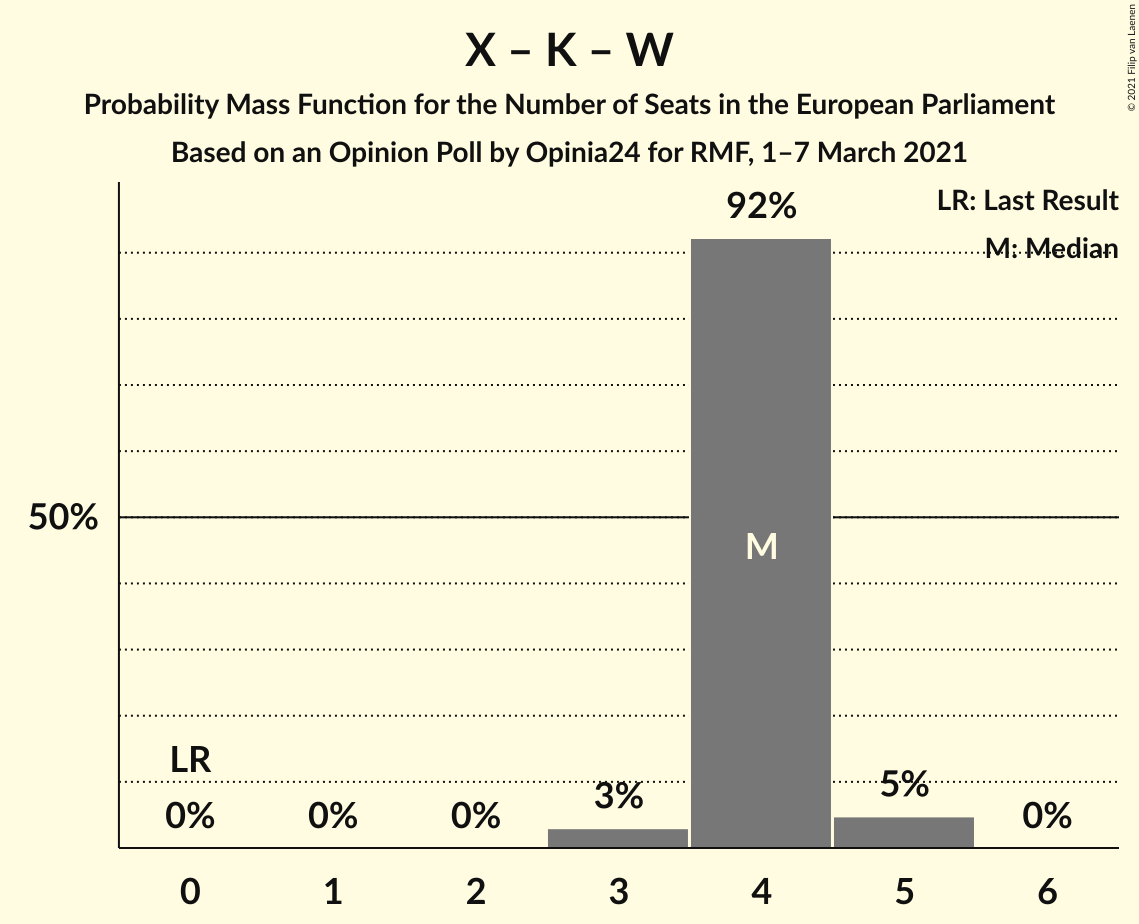 X – K – W
Probability Mass Function for the Number of Seats in the European Parliament
Based on an Opinion Poll by Opinia24 for RMF, 1–7 March 2021
© 2021 Filip van Laenen
LR: Last Result
M: Median
92%
50%
M
LR
0%
0%
0%
3%
5%
0%
0
1
2
3
4
5
6